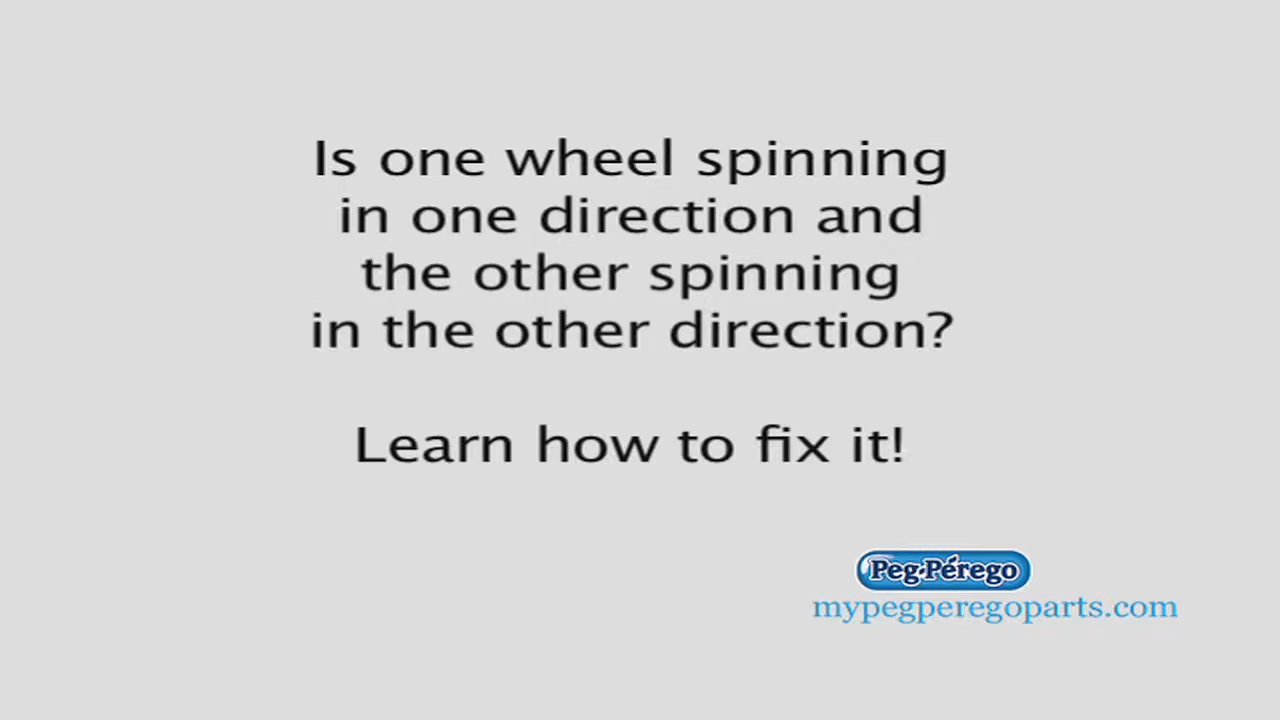 Is one wheel spinning
in one direction and
the other spinning
in the other direction?
Learn how to fix it!
Peg-Pérego
mypegperegoparts.com